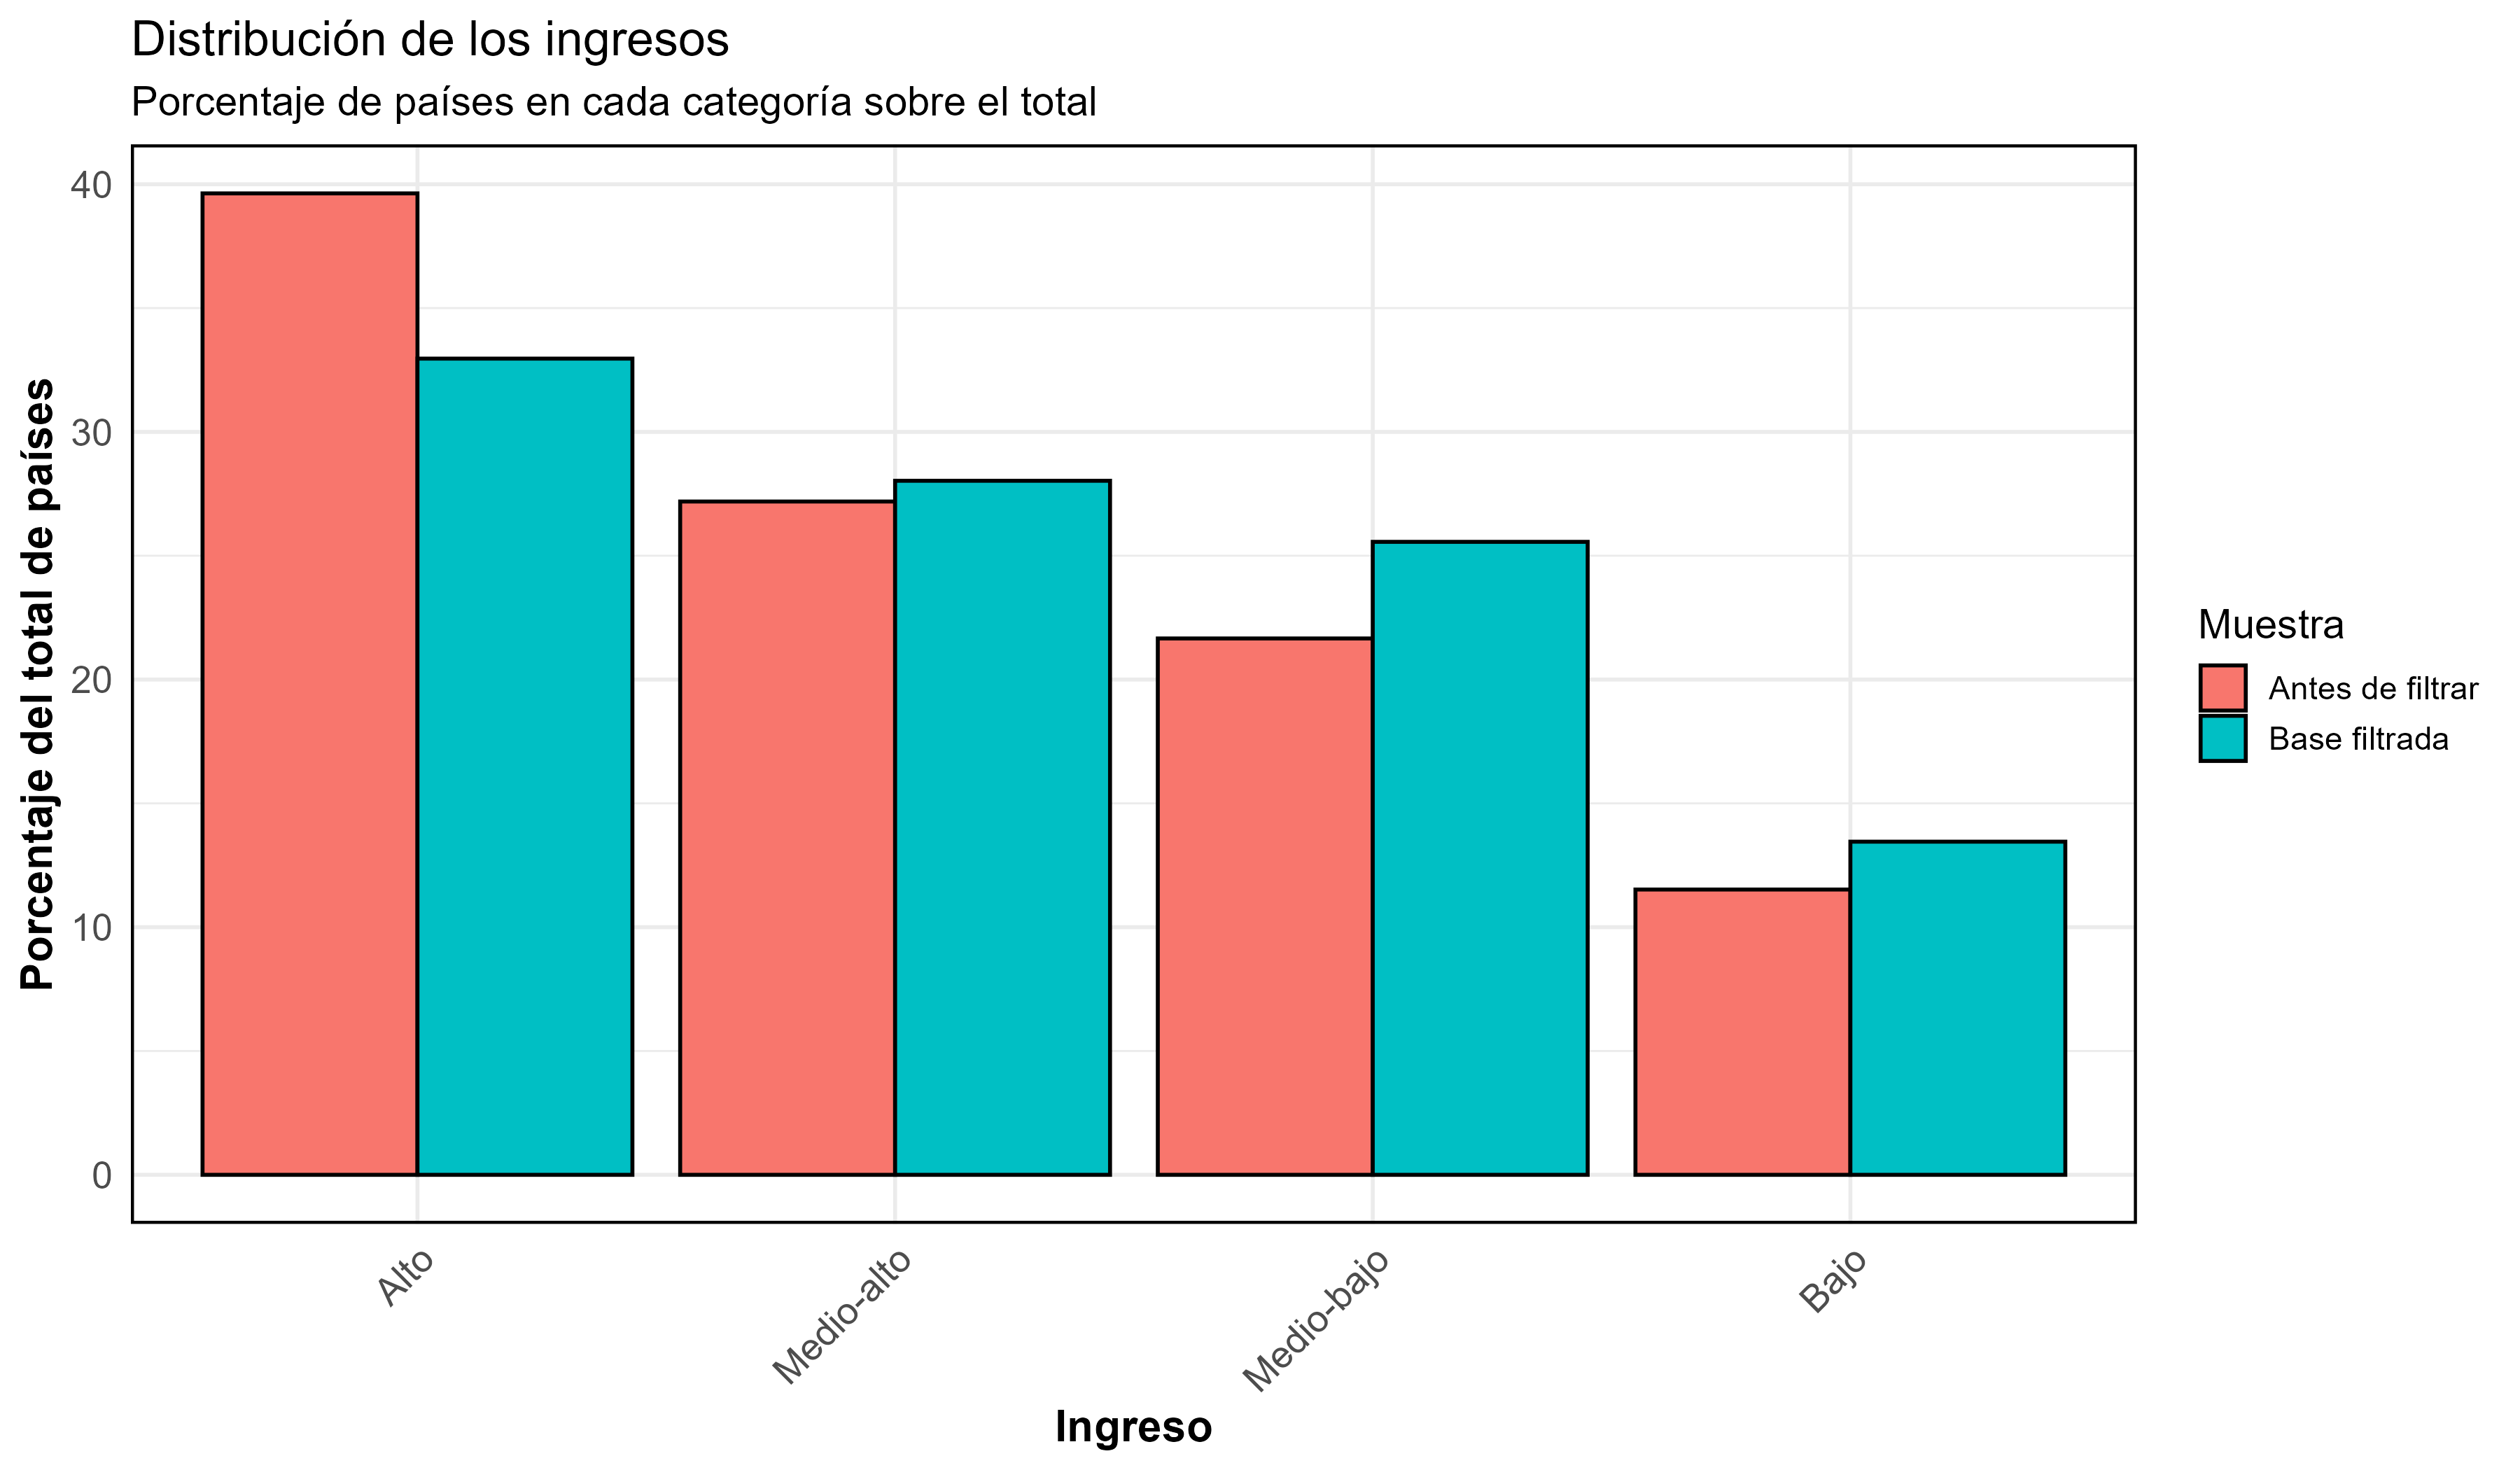 Distribución de los ingresos
Porcentaje de países en cada categoría sobre el total
Porcentaje del total de países
40
30
20
10
0
Alto
Medio-alto
Medio-bajo
Bajo
Ingreso
Muestra
Antes de filtrar
Base filtrada